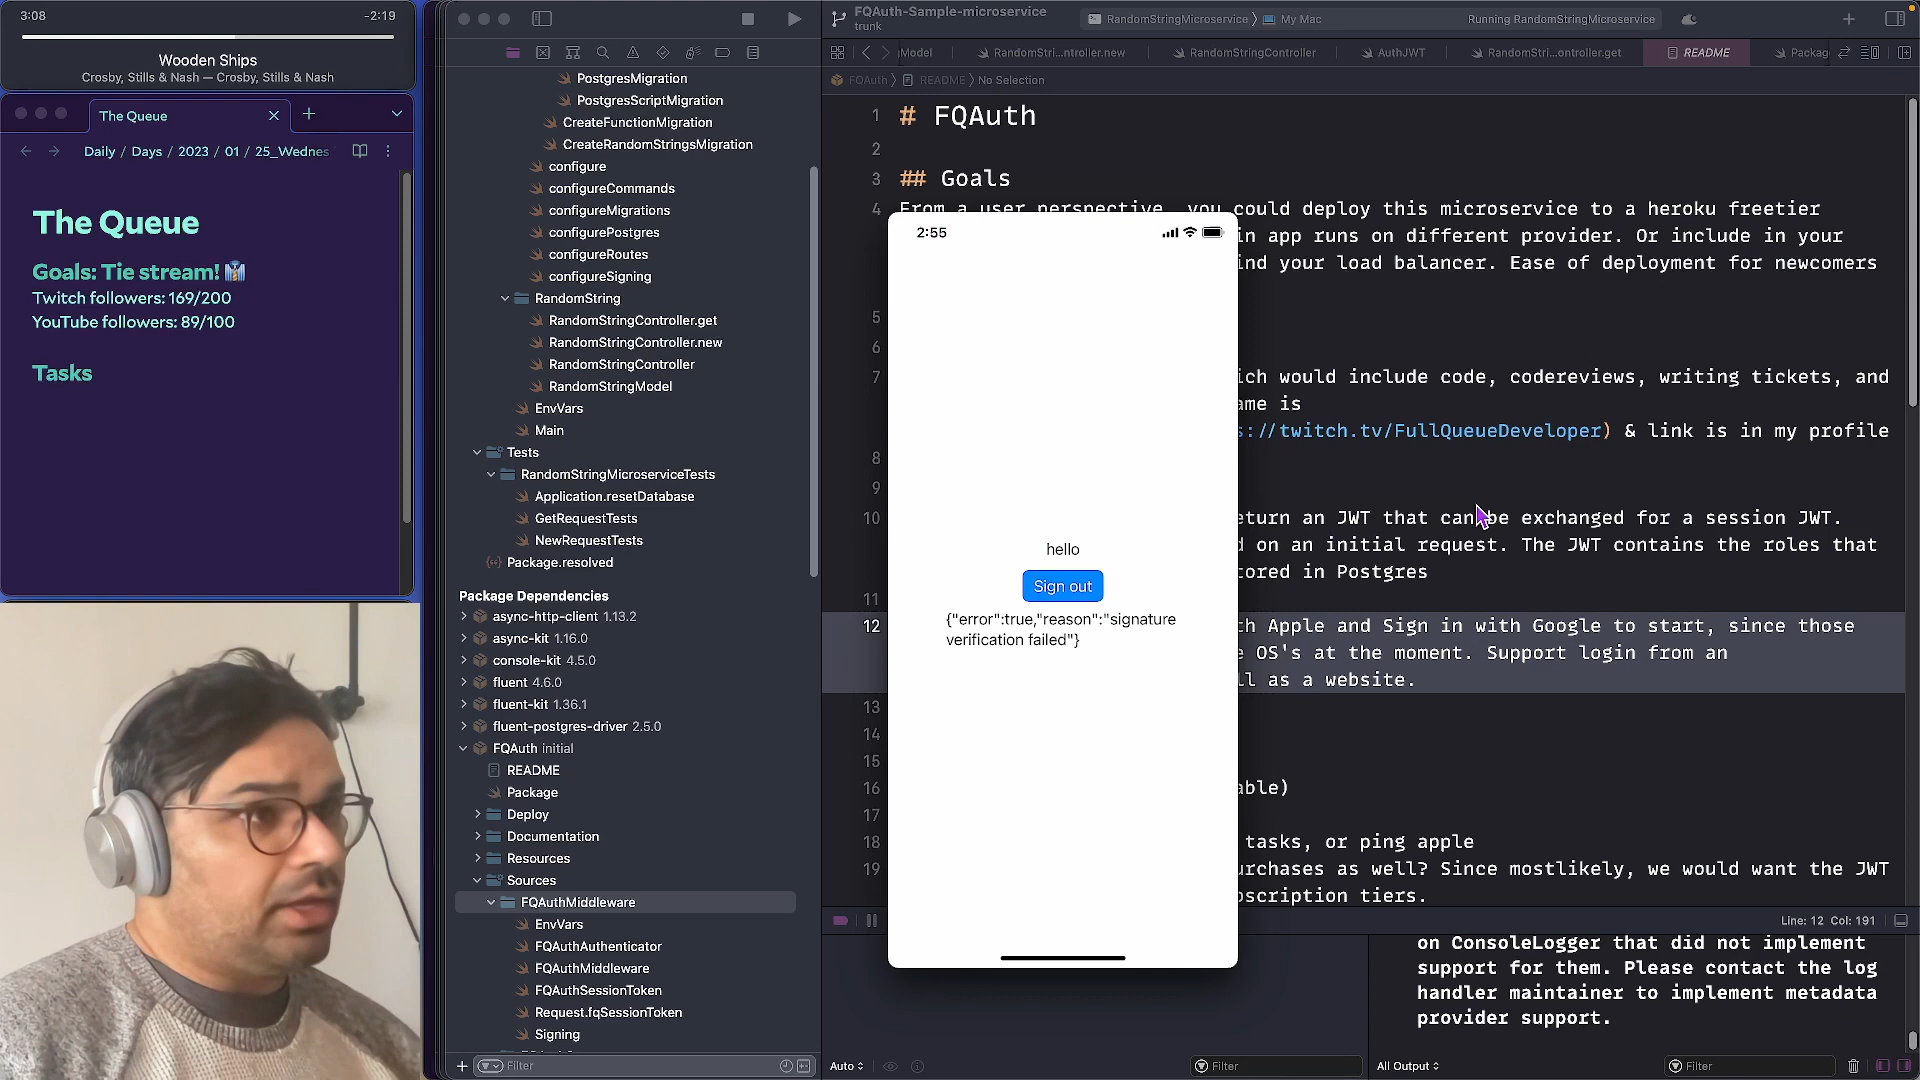 3:08
-2:19
Wooden Ships
Crosby, Stills & Nash — Crosby, Stills & Nash
The Queue
Daily / Days / 2023 / 01 / 25_Wednes
The Queue
Goals: Tie stream!
Twitch followers: 169/200
YouTube followers: 89/100
Tasks
PostgresMigration
PostgresScriptMigration
CreateFunctionMigration
CreateRandomStringsMigration
configure
configureCommands
configureMigrations
configurePostgres
configureRoutes
configureSigning
RandomString
RandomStringController.get
RandomStringController.new
RandomStringController
RandomStringModel
EnvVars
Main
Tests
RandomStringMicroserviceTests
Application.resetDatabase
GetRequestTests
NewRequestTests
Package.resolved
Package Dependencies
async-http-client 1.13.2
async-kit 1.16.0
console-kit 4.5.0
fluent 4.6.0
fluent-kit 1.36.1
fluent-postgres-driver 2.5.0
FQAuth initial
README
Package
Deploy
Documentation
Resources
Sources
FQAuthMiddleware
EnvVars
FQAuthAuthenticator
FQAuthMiddleware
FQAuthSessionToken
Request.fqSessionToken
Signing
Filter
FQAuth-Sample-microservice
trunk
RandomStringMicroservice
My Mac
Running RandomStringMicroservice
Model
RandomStri...ntroller.new
RandomStringController
AuthJWT
RandomStri...ontroller.get
README
Packag
FQAuth
README
No Selection
1 # FQAuth
2
3 ## Goals
4 From a user perspective, you could deploy this microservice to a heroku freetier
in app runs on different provider. Or include in your
ind your load balancer. Ease of deployment for newcomers
5
6
7 ich would include code, codereviews, writing tickets, and
ame is
s://twitch.tv/FullQueueDeveloper) & link is in my profile
8
9
10 eturn an JWT that can be exchanged for a session JWT.
d on an initial request. The JWT contains the roles that
tored in Postgres
11
12 th Apple and Sign in with Google to start, since those
e OS's at the moment. Support login from an
ll as a website.
13
14
15
16 able)
17
18 tasks, or ping apple
19 urchases as well? Since mostlikely, we would want the JWT
oscription tiers.
2:55
hello
Sign out
{"error":true,"reason":"signature
verification failed"}
Line: 12 Col: 191
on ConsoleLogger that did not implement
support for them. Please contact the log
handler maintainer to implement metadata
provider support.
Auto
Filter
All Output
Filter